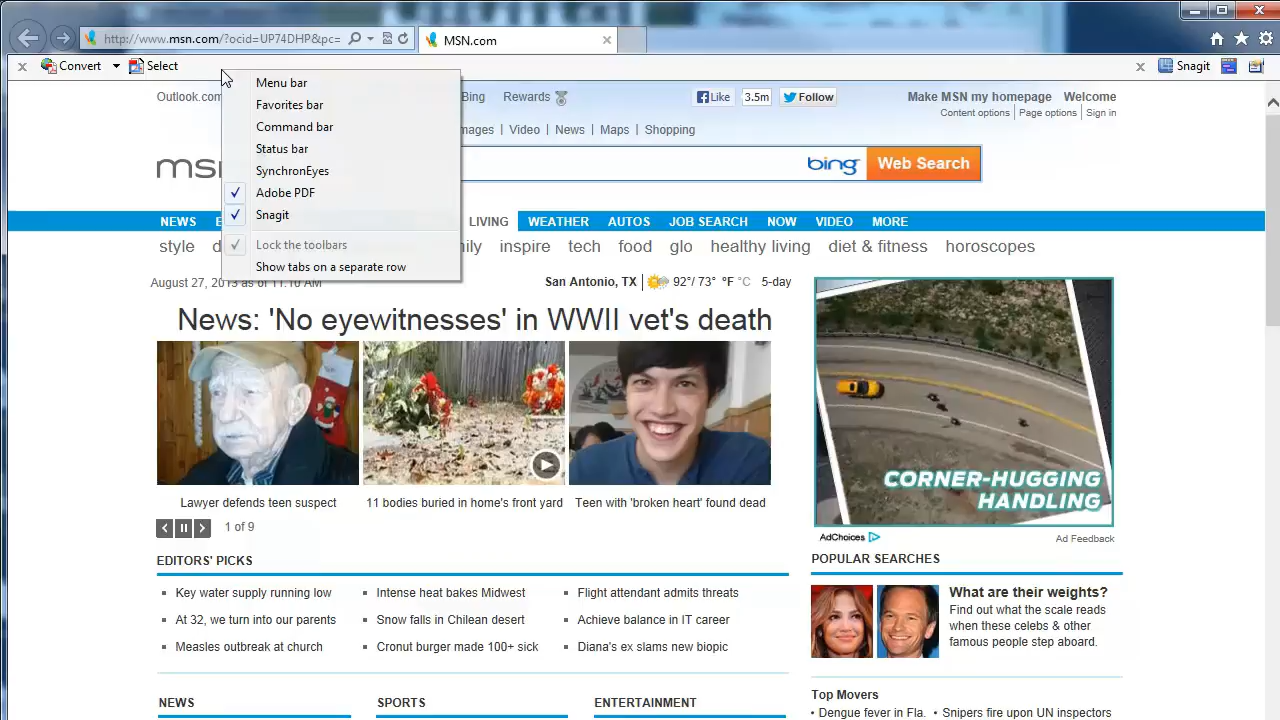 http://www.msn.com/?ocid=UP74DHP&pc=
MSN.com
Convert
Select
Snagit
Menu bar
Favorites bar
Command bar
Status bar
SynchronEyes
Adobe PDF
Snagit
Lock the toolbars
Show tabs on a separate row
Outlook.com
Bing
Rewards
Like
3.5m
Follow
Make MSN my homepage
Welcome
Content options | Page options | Sign in
| Video | News | Maps | Shopping
msn
bing
Web Search
NEWS
LIVING
WEATHER
AUTOS
JOB SEARCH
NOW
VIDEO
MORE
style
inspire
tech
food
glo
healthy living
diet & fitness
horoscopes
August 27, 2013
San Antonio, TX | 92°/ 73° °F °C 5-day
News: 'No eyewitnesses' in WWII vet's death
Lawyer defends teen suspect
11 bodies buried in home's front yard
Teen with 'broken heart' found dead
1 of 9
CORNER-HUGGING
HANDLING
AdChoices
Ad Feedback
EDITORS' PICKS
Key water supply running low
Intense heat bakes Midwest
Flight attendant admits threats
At 32, we turn into our parents
Snow falls in Chilean desert
Achieve balance in IT career
Measles outbreak at church
Cronut burger made 100+ sick
Diana's ex slams new biopic
POPULAR SEARCHES
What are their weights?
Find out what the scale reads
when these celebs & other
famous people step aboard.
NEWS
SPORTS
ENTERTAINMENT
Top Movers
• Dengue fever in Fla. • Snipers fire upon UN inspectors